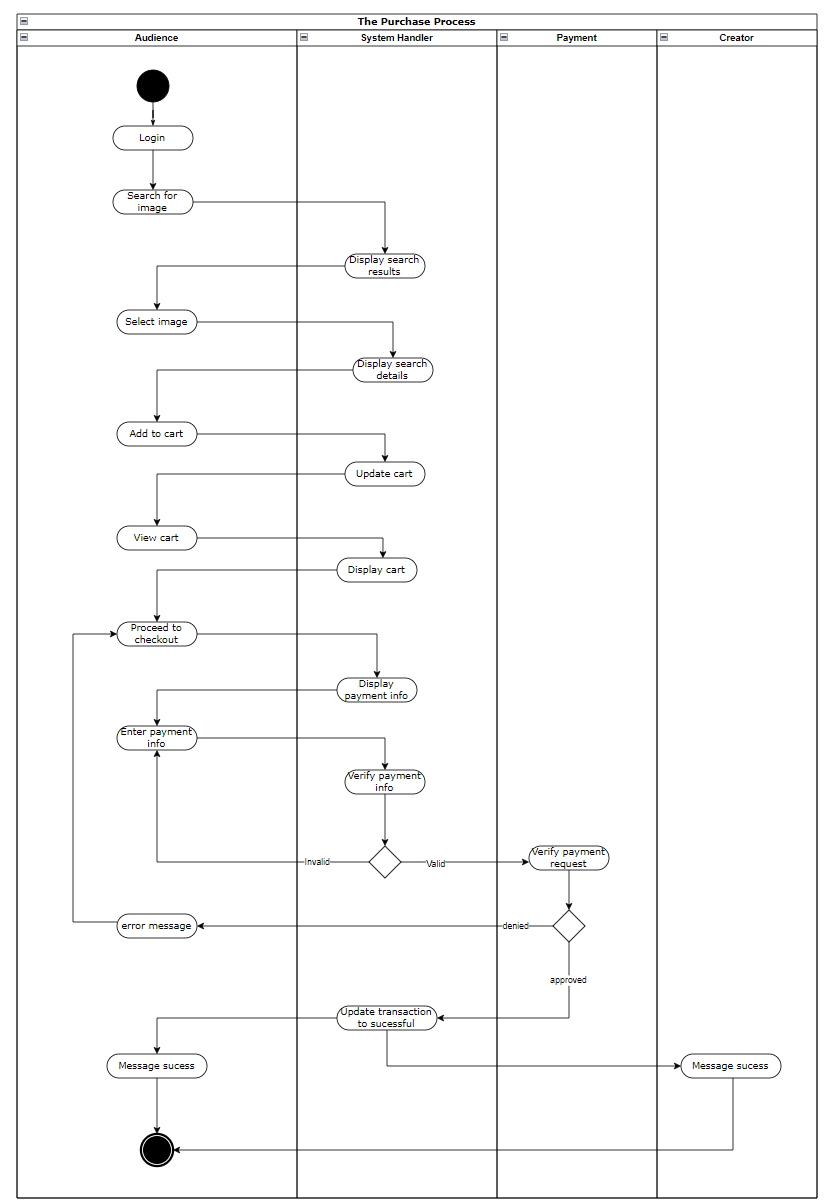 The Purchase Process
Audience
System Handler
Payment
Creator
Login
Search for
image
Display search
results
Select image
Display search
details
Add to cart
Update cart
View cart
Display cart
Proceed to
checkout
Display
payment info
Enter payment
info
Verify payment
info
Invalid
Valid
Verify payment
request
error message
denied
approved
Update transaction
to sucessful
Message sucess
Message sucess